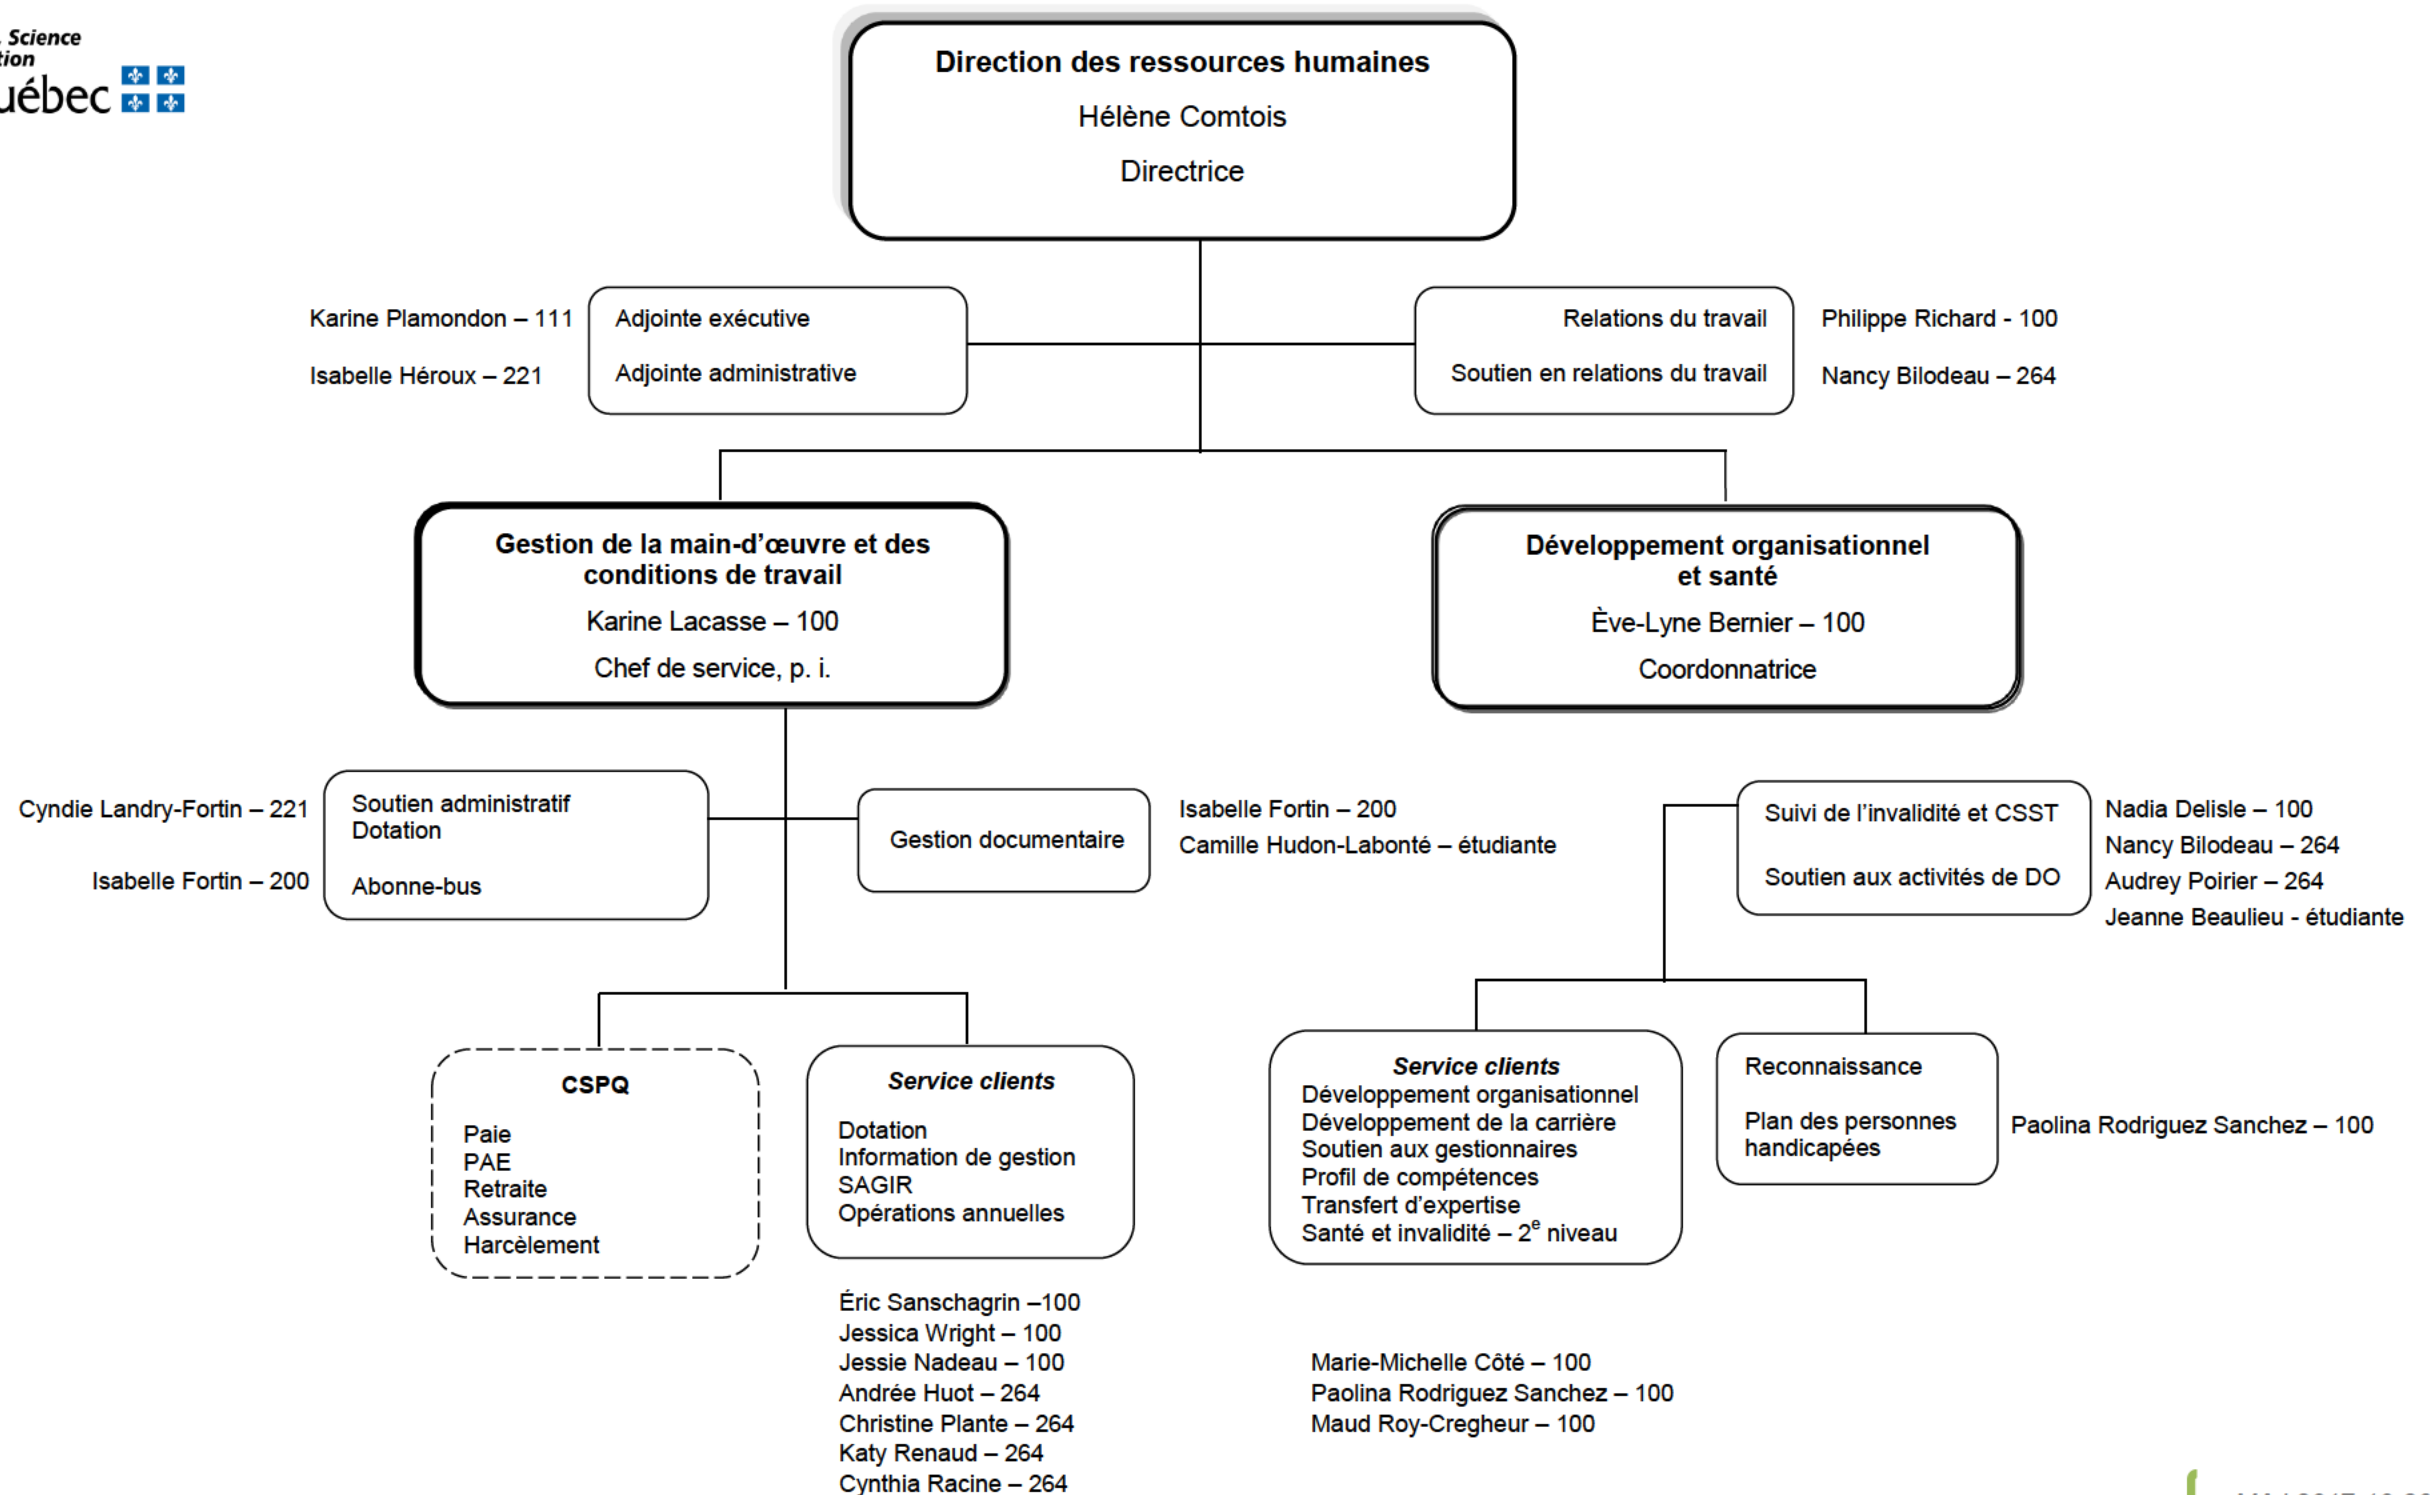 Science
Québec
Direction des ressources humaines
Hélène Comtois
Directrice
Karine Plamondon – 111
Adjointe exécutive
Isabelle Héroux – 221
Adjointe administrative
Relations du travail
Philippe Richard - 100
Soutien en relations du travail
Nancy Bilodeau – 264
Gestion de la main-d'œuvre et des
conditions de travail
Karine Lacasse – 100
Chef de service, p. i.
Développement organisationnel
et santé
Ève-Lyne Bernier – 100
Coordonnatrice
Cyndie Landry-Fortin – 221
Soutien administratif
Dotation
Isabelle Fortin – 200
Abonne-bus
Gestion documentaire
Isabelle Fortin – 200
Camille Hudon-Labonté – étudiante
Suivi de l'invalidité et CSST
Soutien aux activités de DO
Nadia Delisle – 100
Nancy Bilodeau – 264
Audrey Poirier – 264
Jeanne Beaulieu - étudiante
CSPQ
Paie
PAE
Retraite
Assurance
Harcèlement
Service clients
Dotation
Information de gestion
SAGIR
Opérations annuelles
Éric Sanschagrin –100
Jessica Wright – 100
Jessie Nadeau – 100
Andrée Huot – 264
Christine Plante – 264
Katy Renaud – 264
Cynthia Racine – 264
Service clients
Développement organisationnel
Développement de la carrière
Soutien aux gestionnaires
Profil de compétences
Transfert d'expertise
Santé et invalidité – 2e niveau
Marie-Michelle Côté – 100
Paolina Rodriguez Sanchez – 100
Maud Roy-Cregheur – 100
Reconnaissance
Plan des personnes
handicapées
Paolina Rodriguez Sanchez – 100